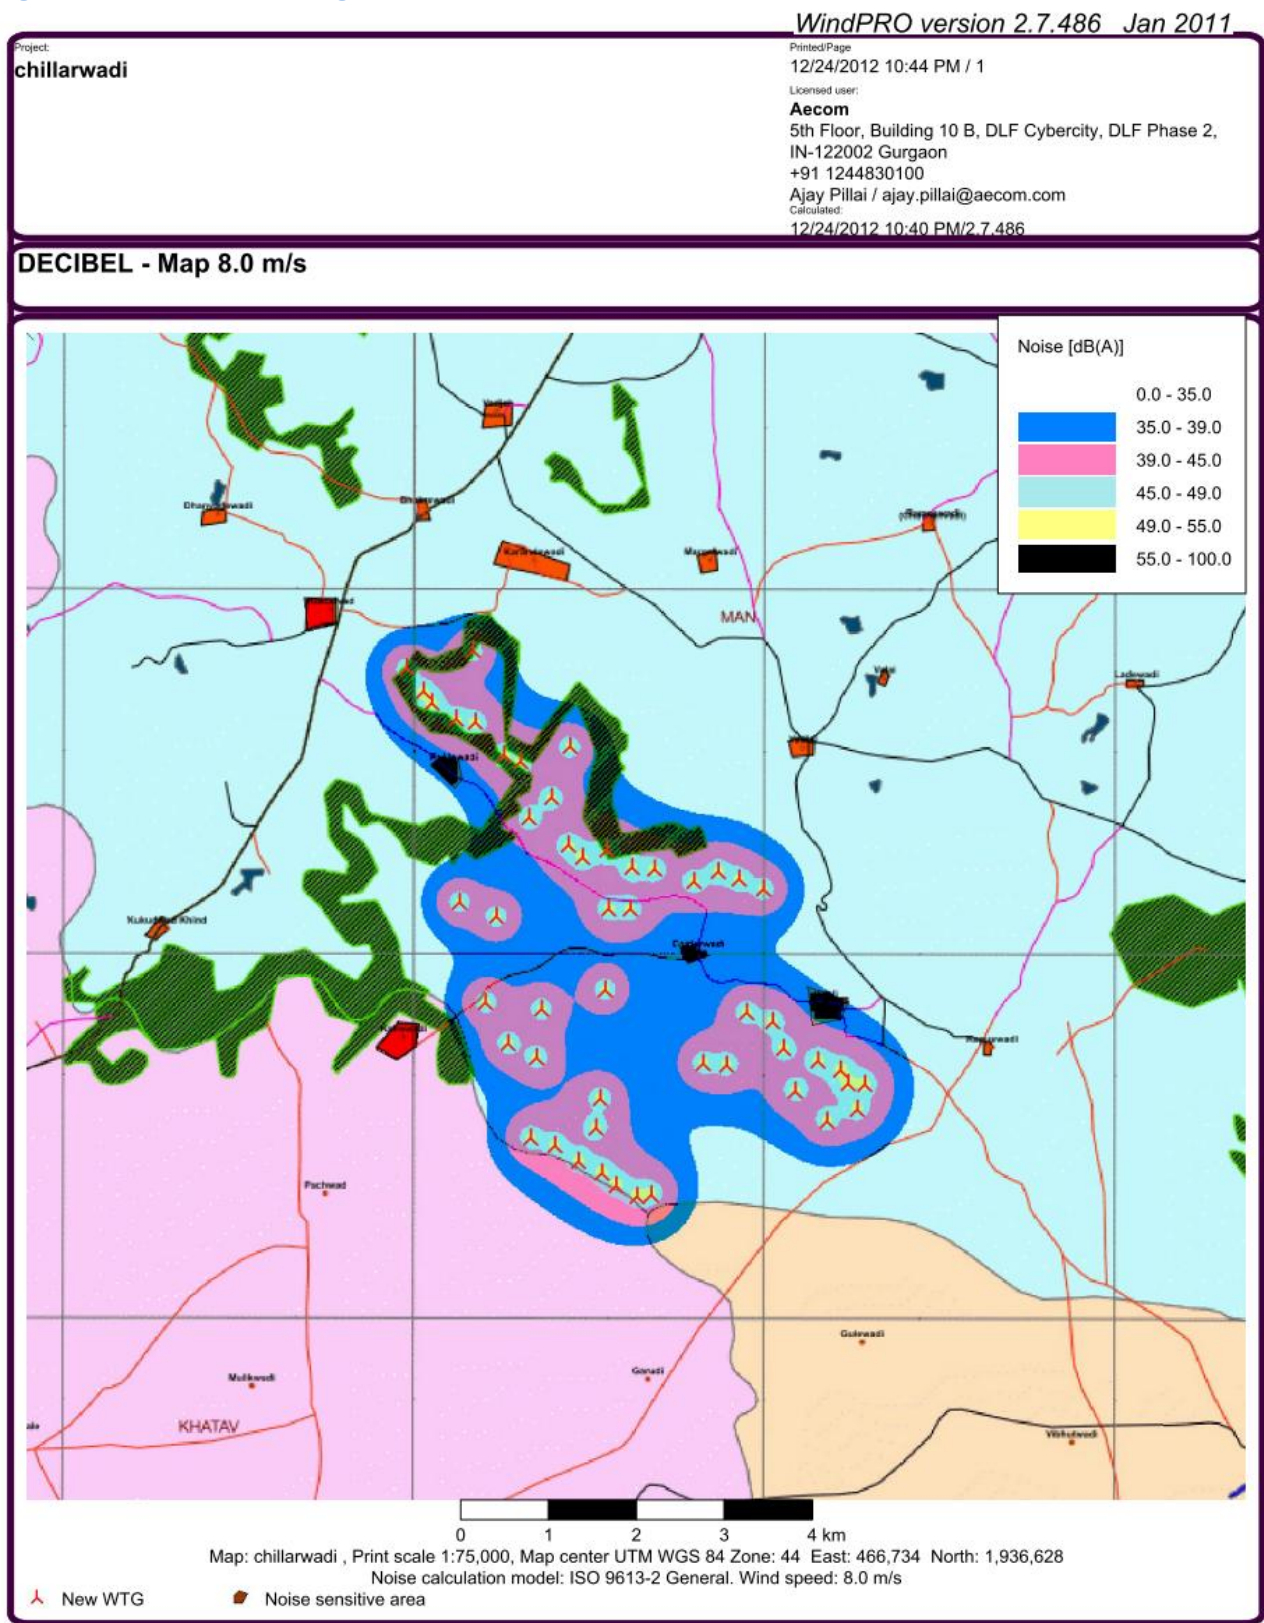 WindPRO version 2.7.486 Jan 2011
Project:
chillarwadi
Printed/Page
12/24/2012 10:44 PM / 1
Licensed user:
Aecom
5th Floor, Building 10 B, DLF Cybercity, DLF Phase 2,
IN-122002 Gurgaon
+91 1244830100
Ajay Pillai / ajay.pillai@aecom.com
Calculated:
12/24/2012 10:40 PM/2.7.486
DECIBEL - Map 8.0 m/s
Noise [dB(A)]
0.0 - 35.0
35.0 - 39.0
39.0 - 45.0
45.0 - 49.0
49.0 - 55.0
55.0 - 100.0
MAN
Ladewadi
Khind
Pachwad
Gulewadi
Garudi
Mulikwadi
KHATAV
Vibhutwadi
0 1 2 3 4 km
Map: chillarwadi , Print scale 1:75,000, Map center UTM WGS 84 Zone: 44 East: 466,734 North: 1,936,628
Noise calculation model: ISO 9613-2 General. Wind speed: 8.0 m/s
New WTG
Noise sensitive area